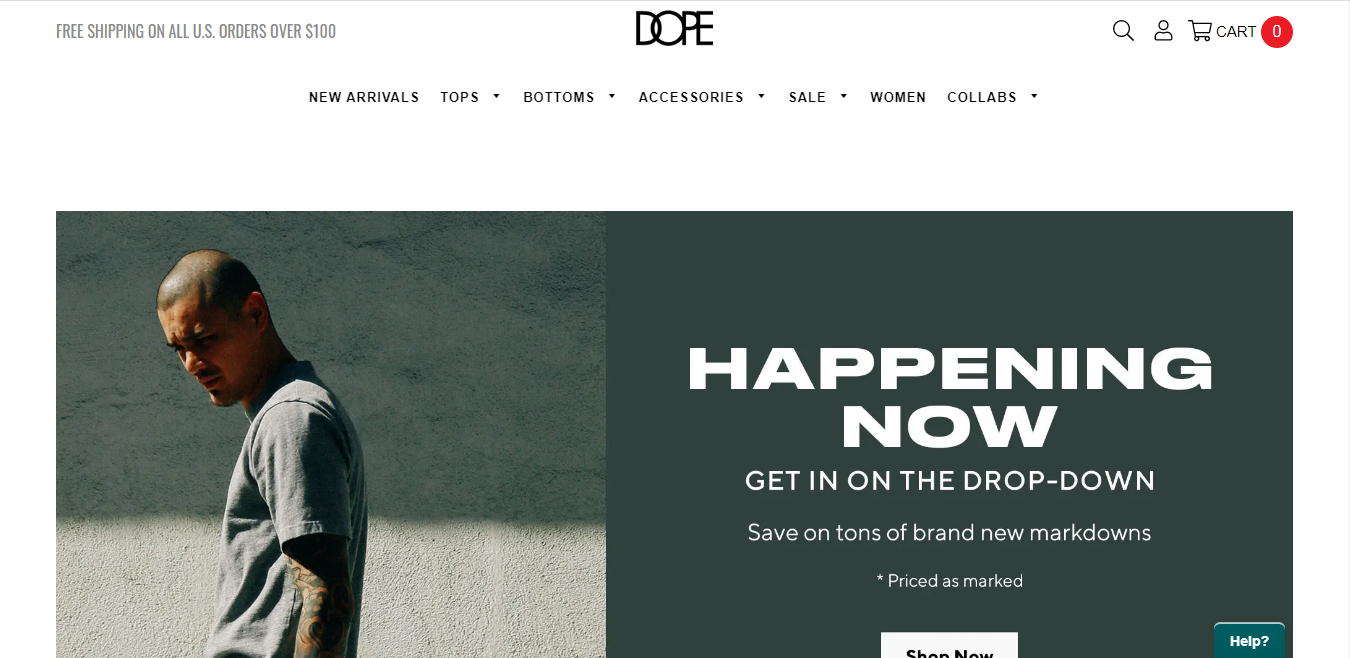 FREE SHIPPING ON ALL U.S. ORDERS OVER $100
DOPE
CART 0
NEW ARRIVALS TOPS BOTTOMS ACCESSORIES SALE WOMEN COLLABS
HAPPENING
NOW
GET IN ON THE DROP-DOWN
Save on tons of brand new markdowns
* Priced as marked
Shop Now
Help?